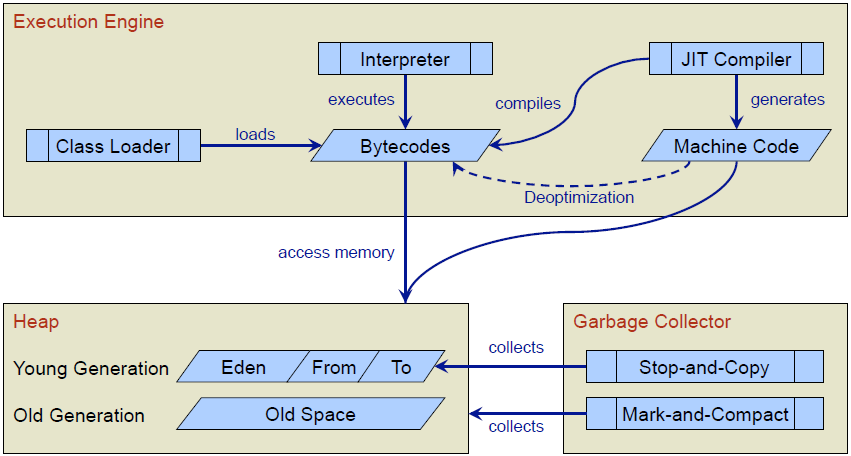 Execution Engine
Interpreter
JIT Compiler
executes
compiles
generates
Class Loader
loads
Bytecodes
Machine Code
Deoptimization
access memory
Heap
Garbage Collector
Young Generation
Eden
From
To
collects
Stop-and-Copy
Old Generation
Old Space
collects
Mark-and-Compact